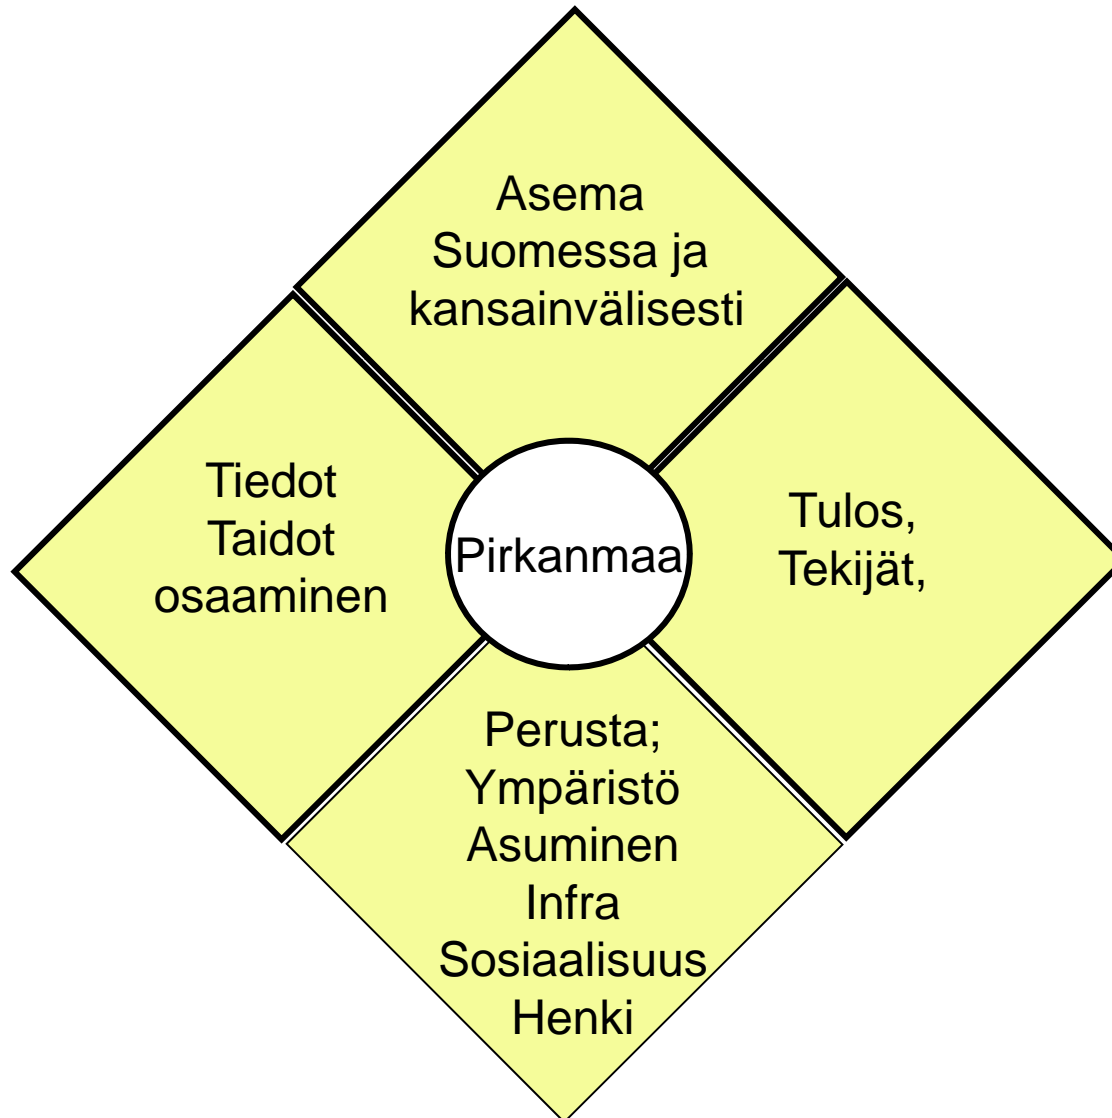 Asema
Suomessa ja
kansainvälisesti
Tiedot
Taidot
osaaminen
Pirkanmaa
Tulos,
Tekijät,
Perusta;
Ympäristö
Asuminen
Infra
Sosiaalisuus
Henki